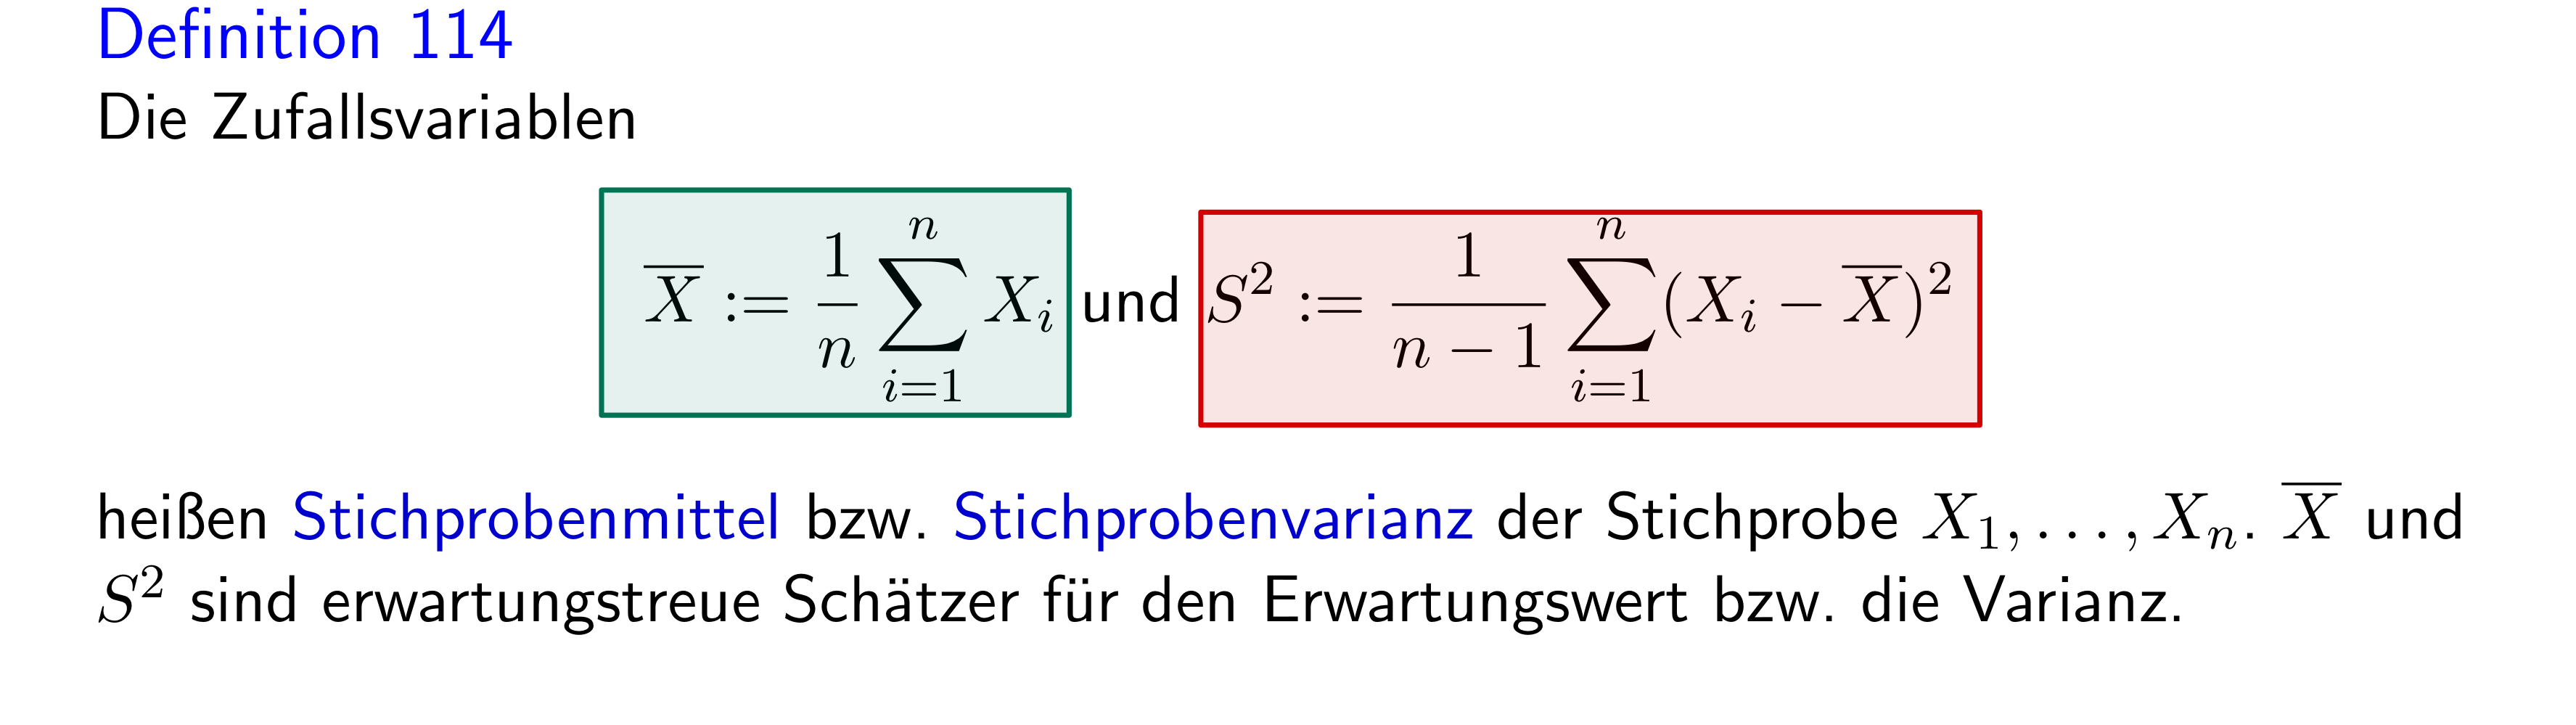 Definition 114
Die Zufallsvariablen
$\overline{X} := \frac{1}{n} \sum_{i=1}^{n} X_i$ und $S^2 := \frac{1}{n-1} \sum_{i=1}^{n} (X_i - \overline{X})^2$
heißen Stichprobenmittel bzw. Stichprobenvarianz der Stichprobe $X_1, \ldots, X_n$. $\overline{X}$ und
$S^2$ sind erwartungstreue Schätzer für den Erwartungswert bzw. die Varianz.